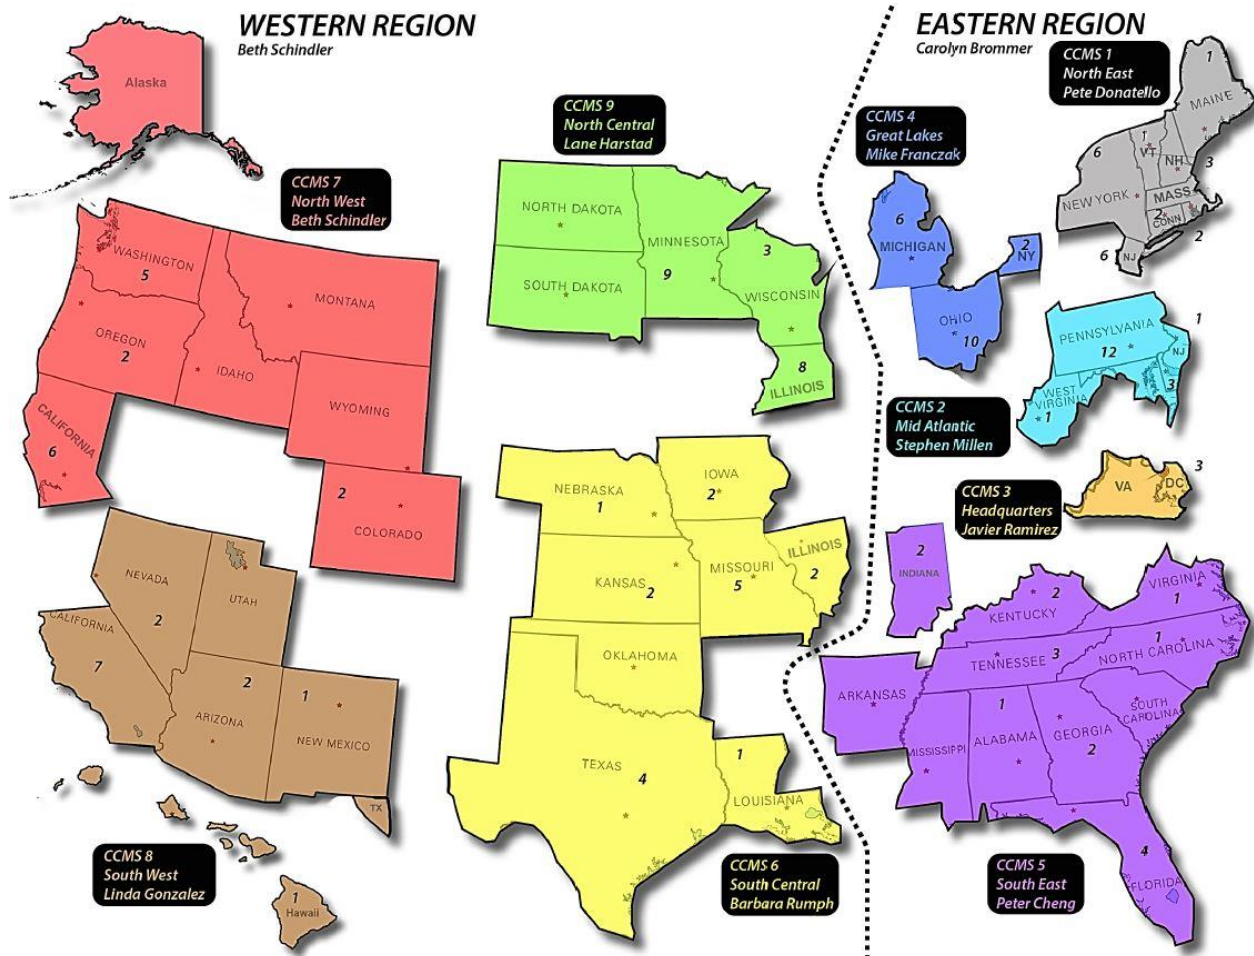 WESTERN REGION
Beth Schindler
EASTERN REGION
Carolyn Brommer
CCMS 1
North East
Pete Donatello
CCMS 4
Great Lakes
Mike Franczak
CCMS 9
North Central
Lane Harstad
CCMS 7
North West
Beth Schindler
Alaska
WASHINGTON
5
MONTANA
OREGON
2
IDAHO
WYOMING
CALIFORNIA
6
2
COLORADO
NORTH DAKOTA
MINNESOTA
9
SOUTH DAKOTA
3
WISCONSIN
8
ILLINOIS
6
MICHIGAN
2
NY
OHIO
10
1
MAINE
1
VT
NH
3
6
NEW YORK
MASS
2
CONN
2
6
NJ
PENNSYLVANIA
12
1
NJ
3
WEST
VIRGINIA
1
CCMS 2
Mid Atlantic
Stephen Millen
CCMS 3
Headquarters
Javier Ramirez
VA
DC
3
NEVADA
2
UTAH
CALIFORNIA
7
2
ARIZONA
1
NEW MEXICO
TX
1
Hawaii
CCMS 8
South West
Linda Gonzalez
NEBRASKA
1
IOWA
2
KANSAS
2
MISSOURI
5
ILLINOIS
2
OKLAHOMA
TEXAS
4
1
LOUISIANA
CCMS 6
South Central
Barbara Rumph
2
INDIANA
2
KENTUCKY
VIRGINIA
1
TENNESSEE
3
1
NORTH CAROLINA
ARKANSAS
SOUTH
CAROLINA
MISSISSIPPI
1
ALABAMA
GEORGIA
2
4
FLORIDA
CCMS 5
South East
Peter Cheng